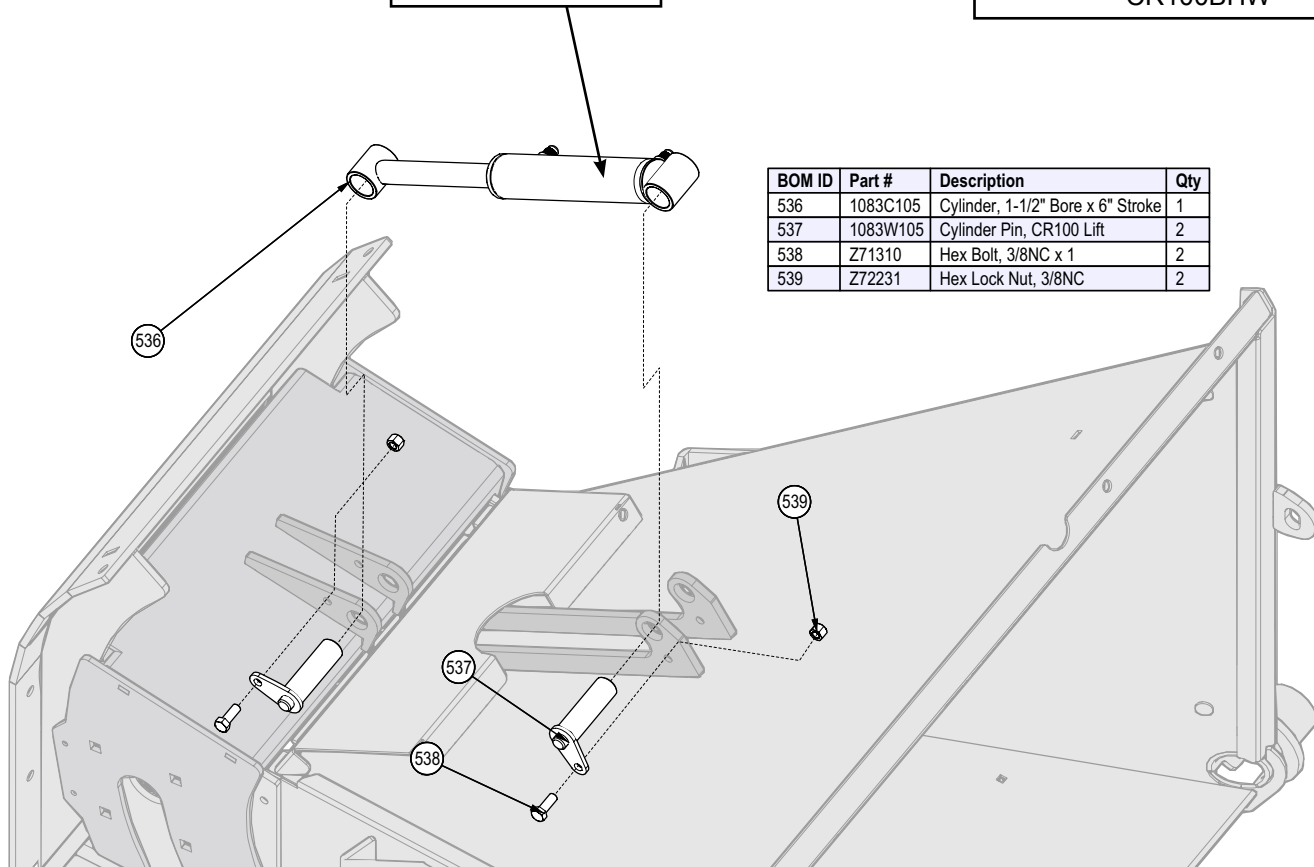 BOM ID Part # Description Qty
536 1083C105 Cylinder, 1-1/2" Bore x 6" Stroke 1
537 1083W105 Cylinder Pin, CR100 Lift 2
538 Z71310 Hex Bolt, 3/8NC x 1 2
539 Z72231 Hex Lock Nut, 3/8NC 2
536
539
537
538